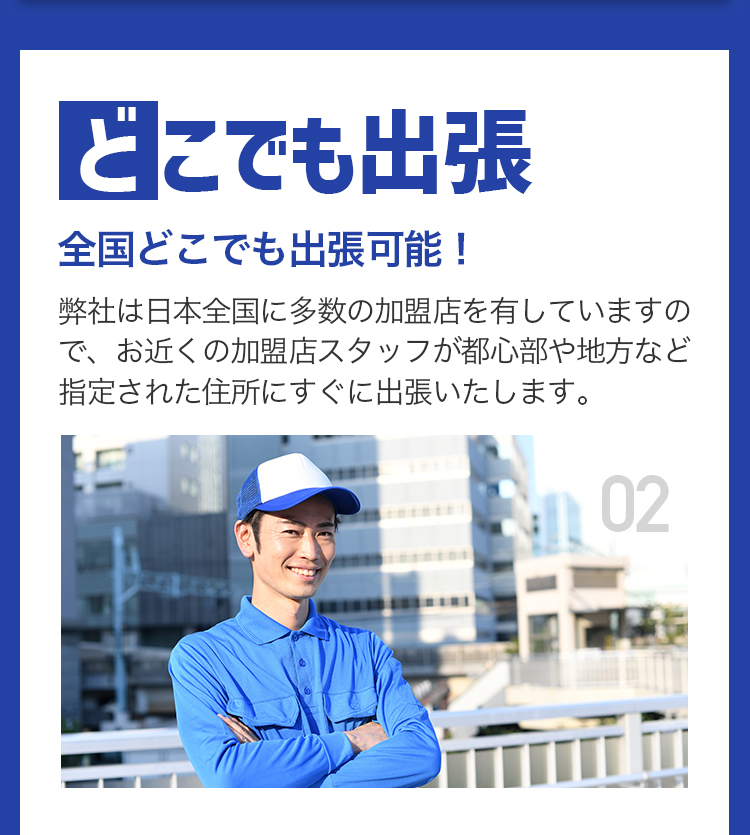 どこでも出張
全国どこでも出張可能！
弊社は日本全国に多数の加盟店を有していますの
で、お近くの加盟店スタッフが都心部や地方など
指定された住所にすぐに出張いたします。
02